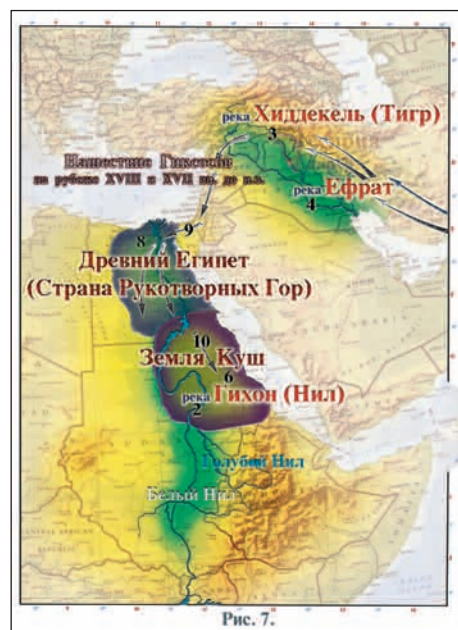 река Хиддекель (Тигр)
3
Нашествие Гиксосов
на рубеже XVIII и XVII вв. до н.э.
река Ефрат
4
8
9
Древний Египет
(Страна Рукотворных Гор)
10
Земля Куш
6
река Гихон (Нил)
2
Голубой Нил
Белый Нил
Рис. 7.